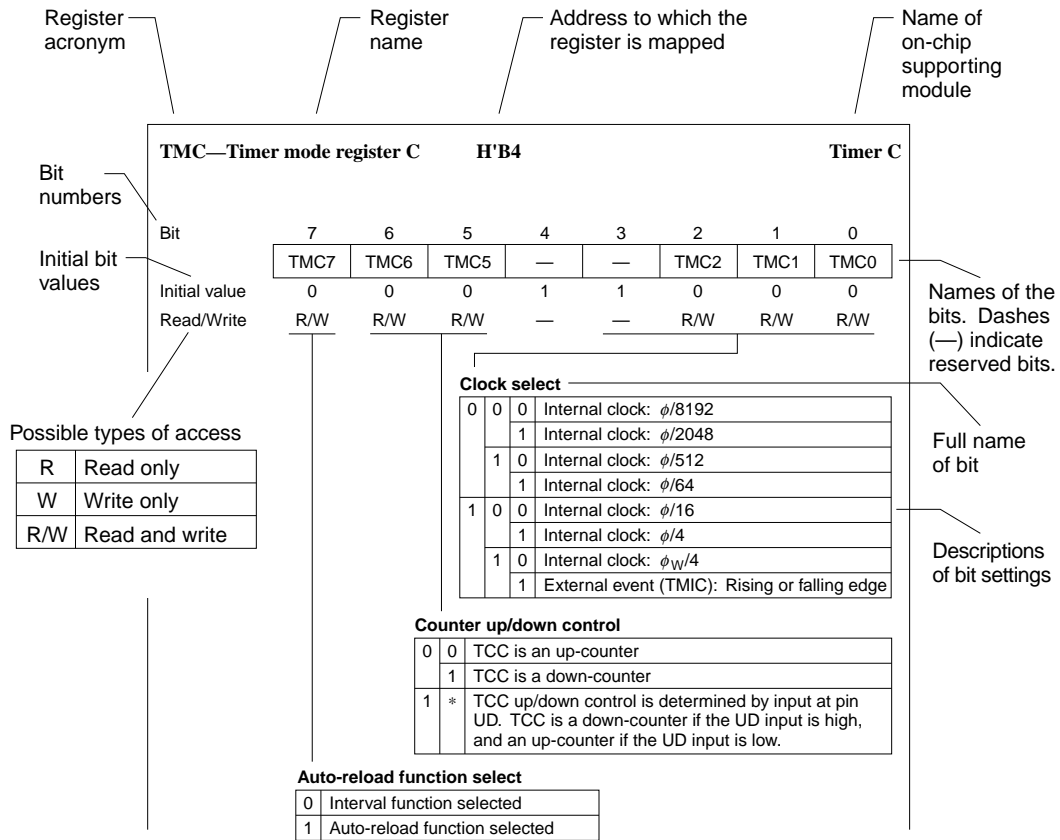 Register acronym
Register name
Address to which the register is mapped
Name of on-chip supporting module
TMC—Timer mode register C H'B4 Timer C
Bit numbers
Bit 7 6 5 4 3 2 1 0
Initial bit values
TMC7 TMC6 TMC5 — — TMC2 TMC1 TMC0
Initial value 0 0 0 1 1 0 0 0
Read/Write R/W R/W R/W — — R/W R/W R/W
Names of the bits. Dashes (—) indicate reserved bits.
Clock select
0 0 0 Internal clock: ϕ/8192
1 Internal clock: ϕ/2048
1 0 Internal clock: ϕ/512
1 Internal clock: ϕ/64
1 0 0 Internal clock: ϕ/16
1 Internal clock: ϕ/4
1 0 Internal clock: ϕW/4
1 External event (TMIC): Rising or falling edge
Possible types of access
R Read only
W Write only
R/W Read and write
Full name of bit
Descriptions of bit settings
Counter up/down control
0 0 TCC is an up-counter
1 TCC is a down-counter
1 * TCC up/down control is determined by input at pin
UD. TCC is a down-counter if the UD input is high,
and an up-counter if the UD input is low.
Auto-reload function select
0 Interval function selected
1 Auto-reload function selected